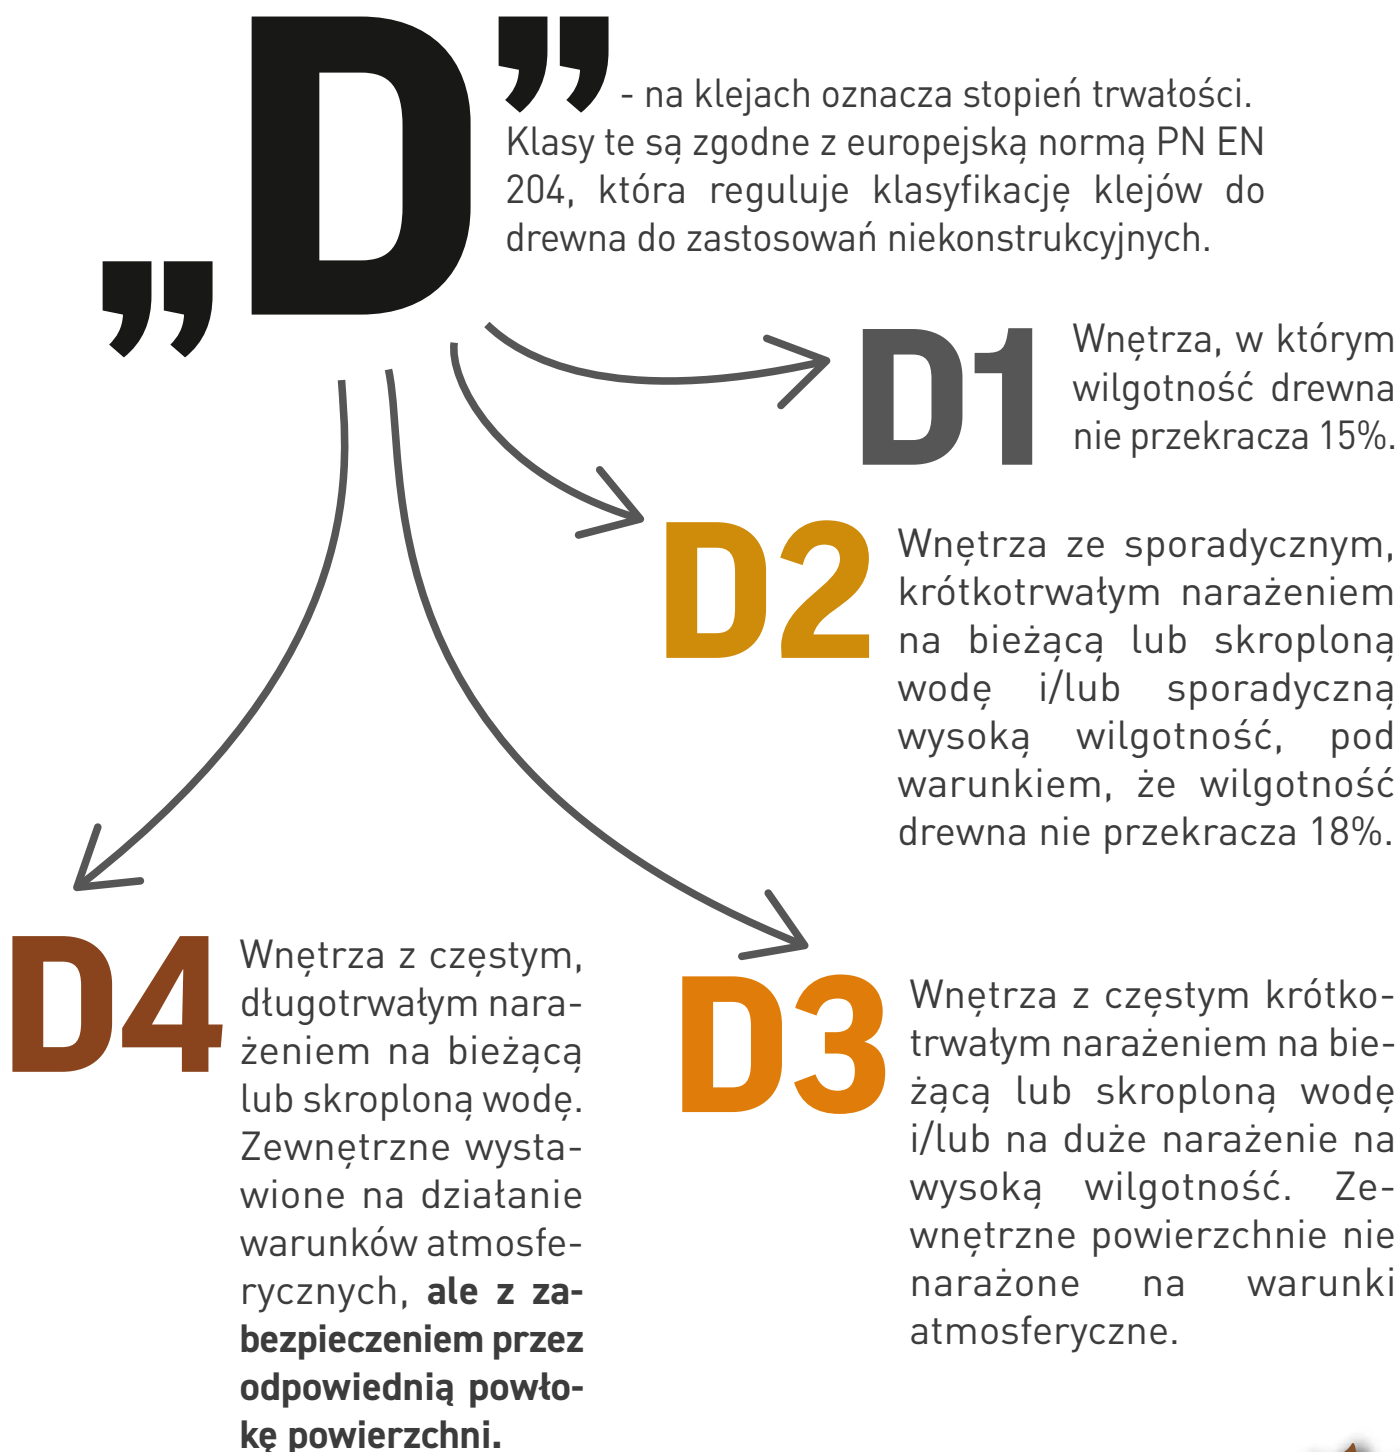 „D”
- na klejach oznacza stopień trwałości.
Klasy te są zgodne z europejską normą PN EN
204, która reguluje klasyfikację klejów do
drewna do zastosowań niekonstrukcyjnych.
D1
Wnętrza, w którym
wilgotność drewna
nie przekracza 15%.
D2
Wnętrza ze sporadycznym,
krótkotrwałym narażeniem
na bieżącą lub skroploną
wodę i/lub sporadyczną
wysoką wilgotność, pod
warunkiem, że wilgotność
drewna nie przekracza 18%.
D4
Wnętrza z częstym,
długotrwałym nara-
żeniem na bieżącą
lub skroploną wodę.
Zewnętrzne wysta-
wione na działanie
warunków atmosfe-
rycznych, ale z za-
bezpieczeniem przez
odpowiednią powło-
kę powierzchni.
D3
Wnętrza z częstym krótko-
trwałym narażeniem na bie-
żącą lub skroploną wodę
i/lub na duże narażenie na
wysoką wilgotność. Ze-
wnętrzne powierzchnie nie
narażone na warunki
atmosferyczne.